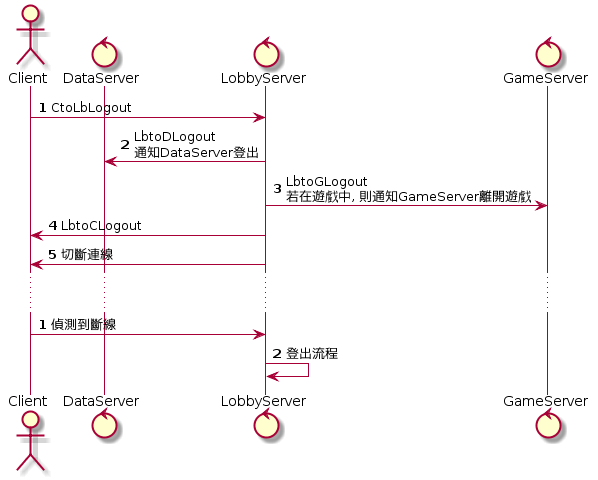 Client
DataServer
LobbyServer
GameServer
1 CtoLbLogout
2 LbtoDLogout
通知DataServer登出
3 LbtoGLogout
若在遊戲中, 則通知GameServer離開遊戲
4 LbtoCLogout
5 切斷連線
1 偵測到斷線
2 登出流程
Client
DataServer
LobbyServer
GameServer